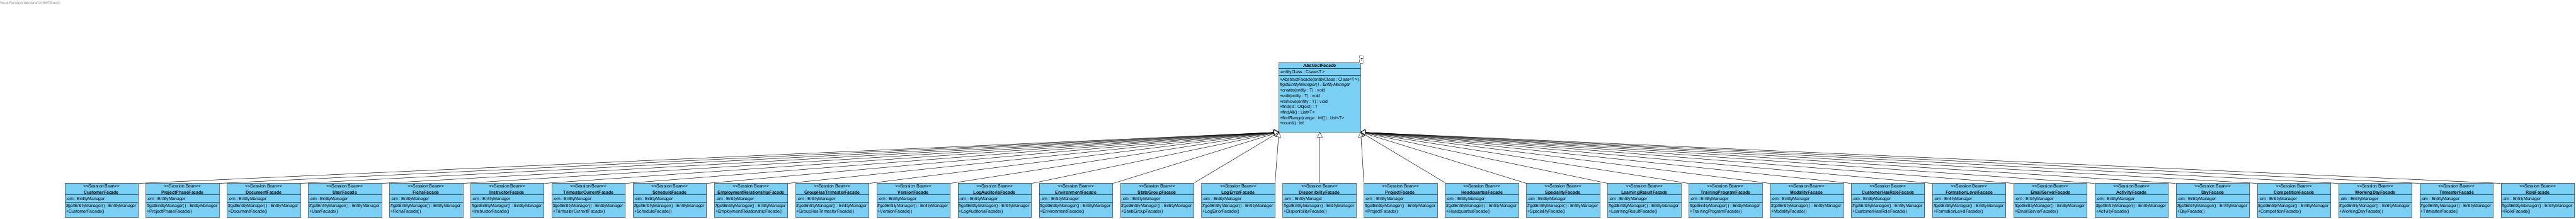 T
AbstractFacade
-entityClass : Class<T>
+AbstractFacade(entityClass : Class<T>)
#getEntityManager() : EntityManager
+create(entity : T) : void
+edit(entity : T) : void
+remove(entity : T) : void
+find(id : Object) : T
+findAll() : List<T>
+findRange(range : int[]) : List<T>
+count() : int
<<Session Bean>>
CustomerFacade
-em : EntityManager
#getEntityManager() : EntityManager
+CustomerFacade()
<<Session Bean>>
ProjectPhaseFacade
-em : EntityManager
#getEntityManager() : EntityManager
+ProjectPhaseFacade()
<<Session Bean>>
DocumentFacade
-em : EntityManager
#getEntityManager() : EntityManager
+DocumentFacade()
<<Session Bean>>
UserFacade
-em : EntityManager
#getEntityManager() : EntityManager
+UserFacade()
<<Session Bean>>
FichaFacade
-em : EntityManager
#getEntityManager() : EntityManager
+FichaFacade()
<<Session Bean>>
InstructorFacade
-em : EntityManager
#getEntityManager() : EntityManager
+InstructorFacade()
<<Session Bean>>
TrimesterCurrentFacade
-em : EntityManager
#getEntityManager() : EntityManager
+TrimesterCurrentFacade()
<<Session Bean>>
ScheduleFacade
-em : EntityManager
#getEntityManager() : EntityManager
+ScheduleFacade()
<<Session Bean>>
EmploymentRelationshipFacade
-em : EntityManager
#getEntityManager() : EntityManager
+EmploymentRelationshipFacade()
<<Session Bean>>
GroupHasTrimesterFacade
-em : EntityManager
#getEntityManager() : EntityManager
+GroupHasTrimesterFacade()
<<Session Bean>>
VersionFacade
-em : EntityManager
#getEntityManager() : EntityManager
+VersionFacade()
<<Session Bean>>
LogAuditoriaFacade
-em : EntityManager
#getEntityManager() : EntityManager
+LogAuditoriaFacade()
<<Session Bean>>
EnvironmentFacade
-em : EntityManager
#getEntityManager() : EntityManager
+EnvironmentFacade()
<<Session Bean>>
StateGroupFacade
-em : EntityManager
#getEntityManager() : EntityManager
+StateGroupFacade()
<<Session Bean>>
LogErrorFacade
-em : EntityManager
#getEntityManager() : EntityManager
+LogErrorFacade()
<<Session Bean>>
DisponibilityFacade
-em : EntityManager
#getEntityManager() : EntityManager
+DisponibilityFacade()
<<Session Bean>>
ProjectFacade
-em : EntityManager
#getEntityManager() : EntityManager
+ProjectFacade()
<<Session Bean>>
HeadquartesFacade
-em : EntityManager
#getEntityManager() : EntityManager
+HeadquartesFacade()
<<Session Bean>>
SpecialityFacade
-em : EntityManager
#getEntityManager() : EntityManager
+SpecialityFacade()
<<Session Bean>>
LearningResultFacade
-em : EntityManager
#getEntityManager() : EntityManager
+LearningResultFacade()
<<Session Bean>>
TrainingProgramFacade
-em : EntityManager
#getEntityManager() : EntityManager
+TrainingProgramFacade()
<<Session Bean>>
ModalityFacade
-em : EntityManager
#getEntityManager() : EntityManager
+ModalityFacade()
<<Session Bean>>
CustomerHasRoleFacade
-em : EntityManager
#getEntityManager() : EntityManager
+CustomerHasRoleFacade()
<<Session Bean>>
FormationLevelFacade
-em : EntityManager
#getEntityManager() : EntityManager
+FormationLevelFacade()
<<Session Bean>>
EmailServerFacade
-em : EntityManager
#getEntityManager() : EntityManager
+EmailServerFacade()
<<Session Bean>>
ActivityFacade
-em : EntityManager
#getEntityManager() : EntityManager
+ActivityFacade()
<<Session Bean>>
DayFacade
-em : EntityManager
#getEntityManager() : EntityManager
+DayFacade()
<<Session Bean>>
CompetitionFacade
-em : EntityManager
#getEntityManager() : EntityManager
+CompetitionFacade()
<<Session Bean>>
WorkingDayFacade
-em : EntityManager
#getEntityManager() : EntityManager
+WorkingDayFacade()
<<Session Bean>>
TrimesterFacade
-em : EntityManager
#getEntityManager() : EntityManager
+TrimesterFacade()
<<Session Bean>>
RoleFacade
-em : EntityManager
#getEntityManager() : EntityManager
+RoleFacade()